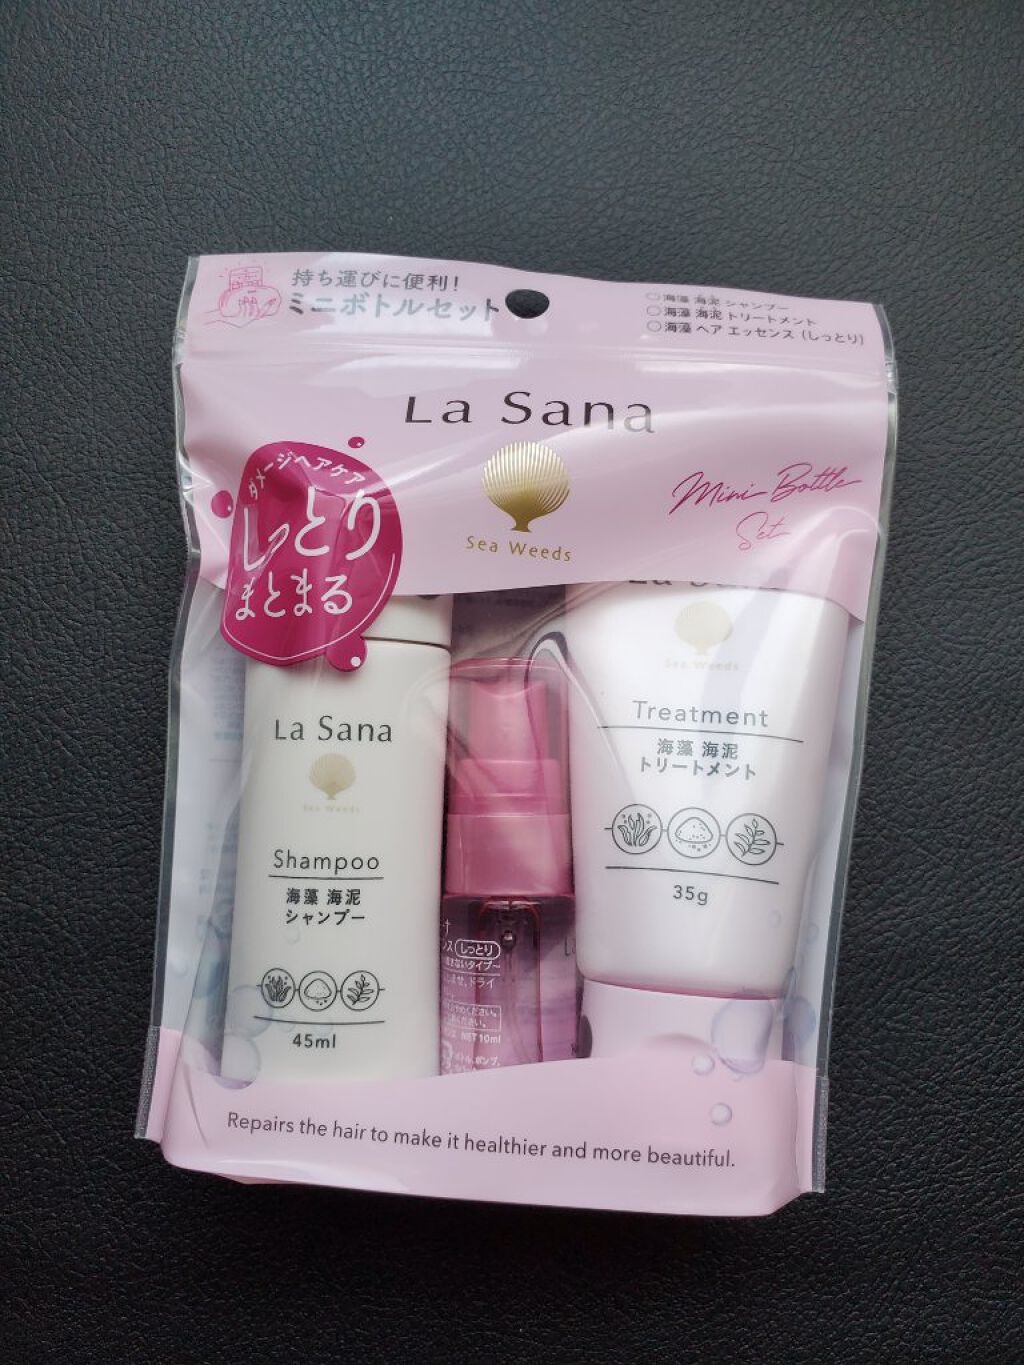 持ち運びに便利!
ミニボトルセット
○海藻 海泥 シャンプー
○海藻 海泥 トリートメント
○海藻 ヘア エッセンス (しっとり)
La Sana
Sea Weeds
Mini Bottle
Set
ダメージヘアケア
しっとり
まとまる
La Sana
Sea Weeds
Shampoo
海藻 海泥
シャンプー
45ml
しっとり
NET10ml
Sea Weeds
Treatment
海藻 海泥
トリートメント
35g
Repairs the hair to make it healthier and more beautiful.